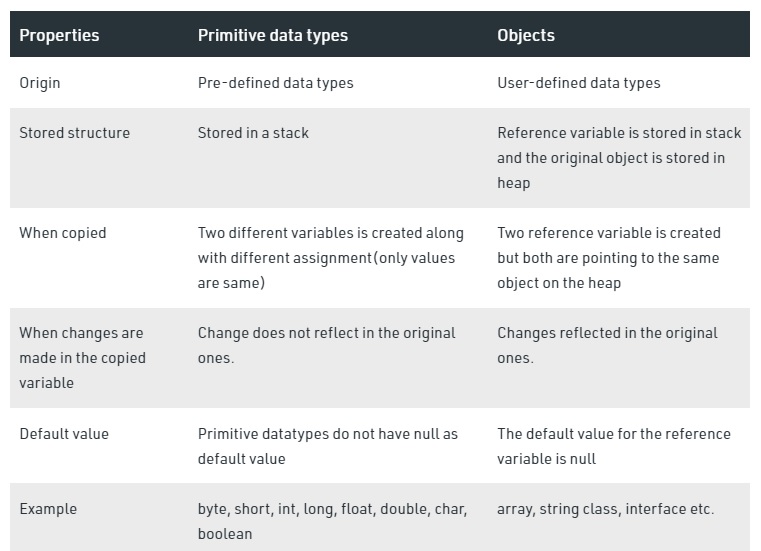 Properties Primitive data types Objects
Origin Pre-defined data types User-defined data types
Stored structure Stored in a stack Reference variable is stored in stack
and the original object is stored in
heap
When copied Two different variables is created along Two reference variable is created
with different assignment(only values but both are pointing to the same
are same) object on the heap
When changes are Change does not reflect in the original Changes reflected in the original
made in the copied ones. ones.
variable
Default value Primitive datatypes do not have null as The default value for the reference
default value variable is null
Example byte, short, int, long, float, double, char, array, string class, interface etc.
boolean